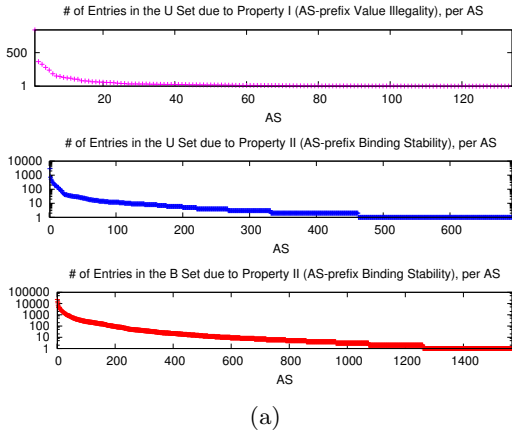 # of Entries in the U Set due to Property I (AS-prefix Value Illegality), per AS
500
1
20 40 60 80 100 120
AS
# of Entries in the U Set due to Property II (AS-prefix Binding Stability), per AS
10000
1000
100
10
1
0 100 200 300 400 500 600
AS
# of Entries in the B Set due to Property II (AS-prefix Binding Stability), per AS
100000
10000
1000
100
10
1
0 200 400 600 800 1000 1200 1400
AS
(a)